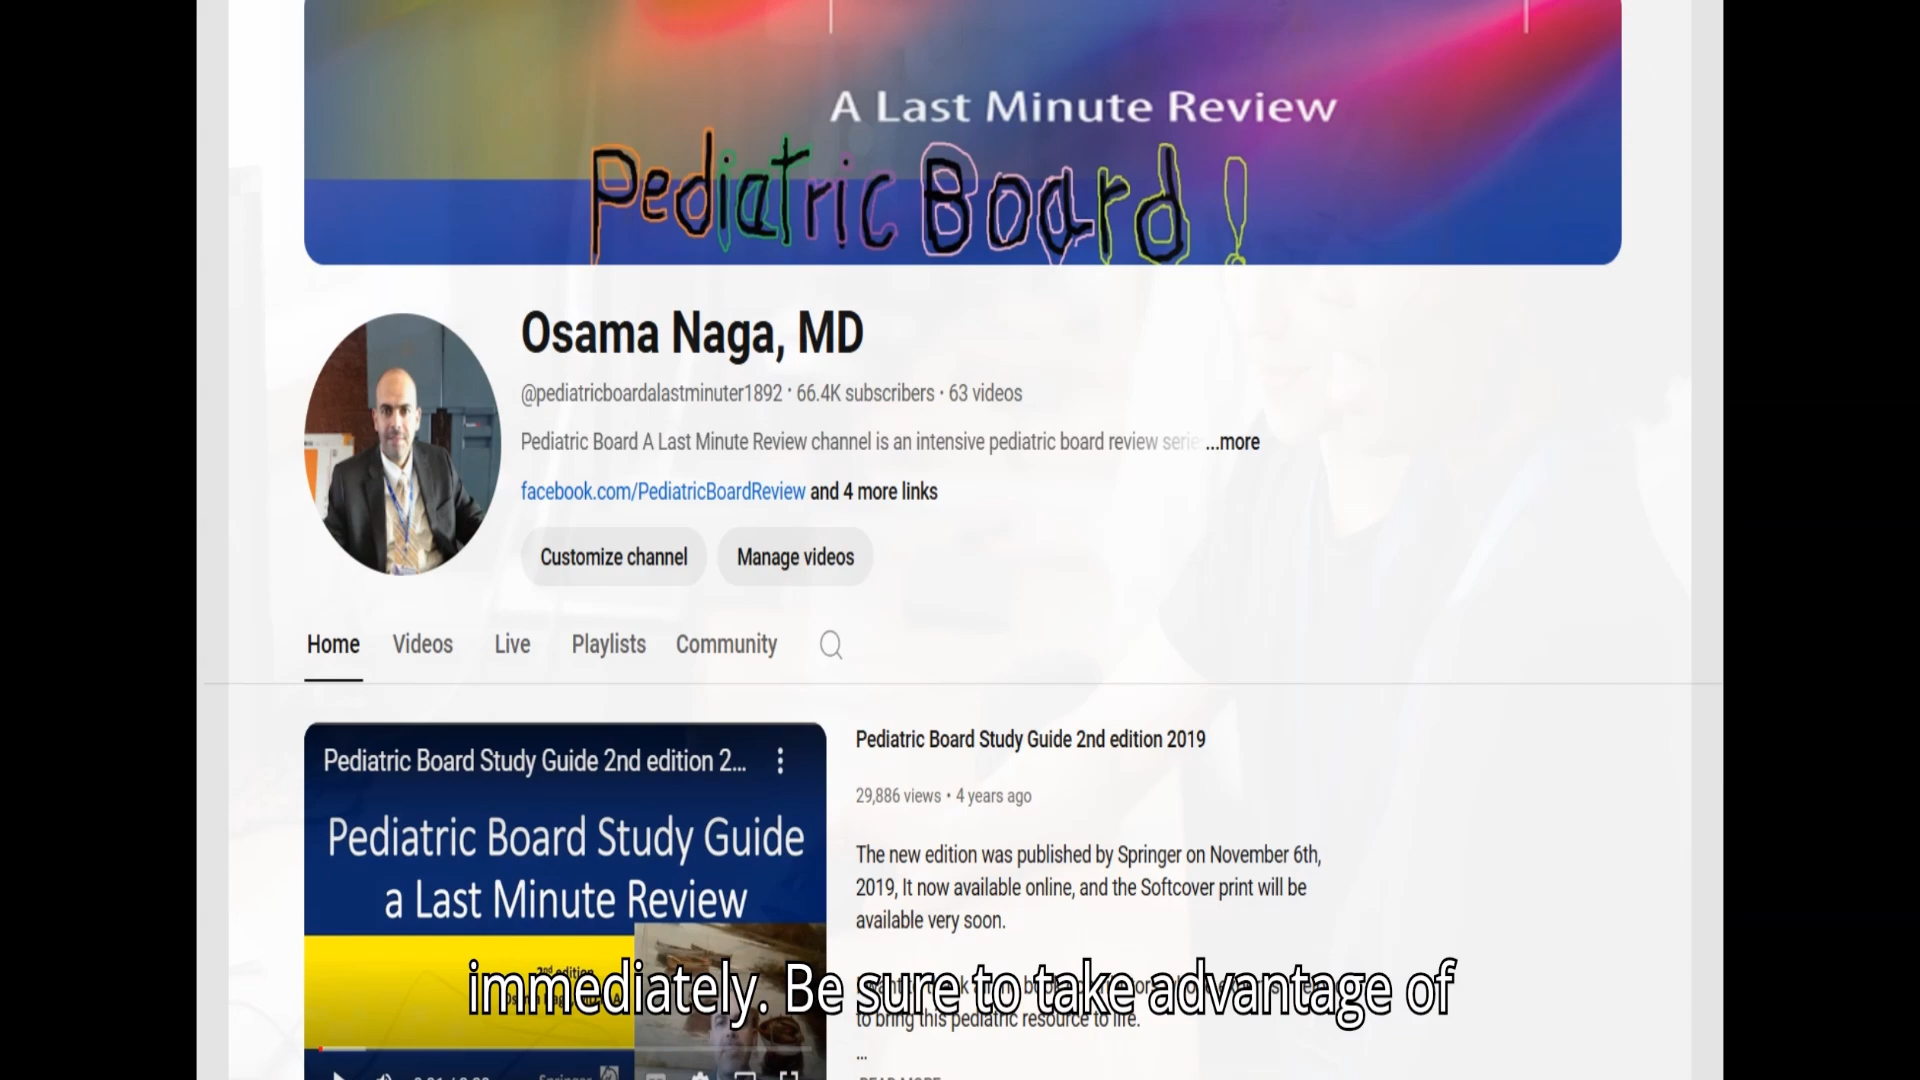 A Last Minute Review
Pediatric Board!
Osama Naga, MD
@pediatricboardalastminuter1892 · 66.4K subscribers · 63 videos
Pediatric Board A Last Minute Review channel is an intensive pediatric board review serie ...more
facebook.com/PediatricBoardReview and 4 more links
Customize channel Manage videos
Home Videos Live Playlists Community
Pediatric Board Study Guide 2nd edition 2...
Pediatric Board Study Guide
a Last Minute Review
2nd edition
Pediatric Board Study Guide 2nd edition 2019
29,886 views • 4 years ago
The new edition was published by Springer on November 6th,
2019, It now available online, and the Softcover print will be
available very soon.
to bring this pediatric resource to life.
...
READ MORE
immediately. Be sure to take advantage of